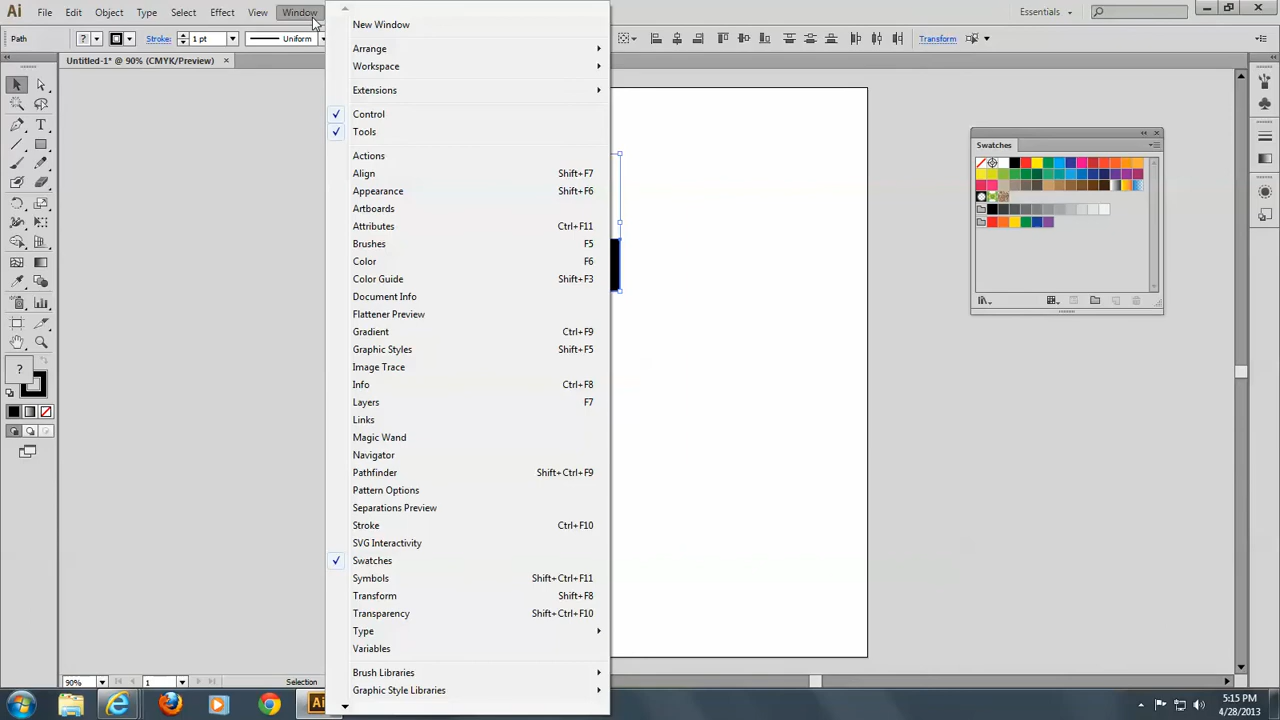 Ai File Edit Object Type Select Effect View Window Essentials
Path ? Stroke: 1 pt Uniform Transform
Untitled-1* @ 90% (CMYK/Preview)
New Window
Arrange
Workspace
Extensions
Control
Tools
Actions
Align Shift+F7
Appearance Shift+F6
Artboards
Attributes Ctrl+F11
Brushes F5
Color F6
Color Guide Shift+F3
Document Info
Flattener Preview
Gradient Ctrl+F9
Graphic Styles Shift+F5
Image Trace
Info Ctrl+F8
Layers F7
Links
Magic Wand
Navigator
Pathfinder Shift+Ctrl+F9
Pattern Options
Separations Preview
Stroke Ctrl+F10
SVG Interactivity
Swatches
Symbols Shift+Ctrl+F11
Transform Shift+F8
Transparency Shift+Ctrl+F10
Type
Variables
Brush Libraries
Graphic Style Libraries
Swatches
?
90% 1 Selection
Ai
5:15 PM
4/28/2013